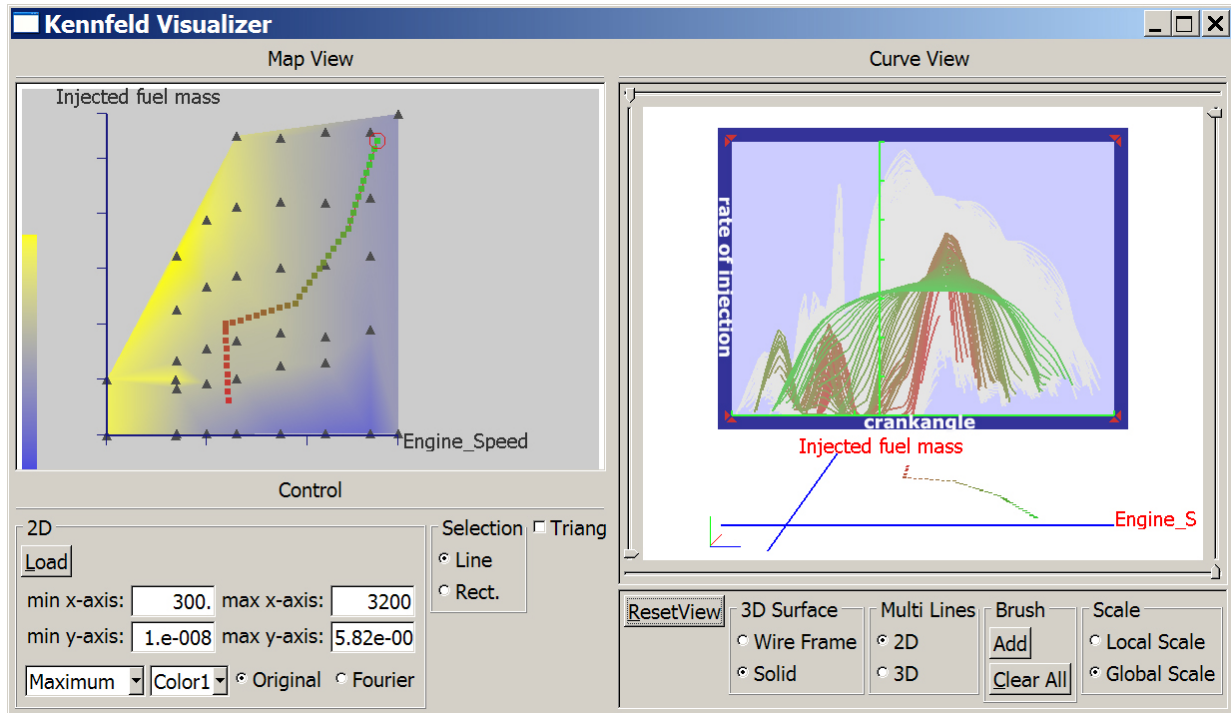 Kennfeld Visualizer
Map View
Injected fuel mass
Engine_Speed
Curve View
rate of injection
crankangle
Injected fuel mass
Engine_S
Control
2D
Load
min x-axis: 300. max x-axis: 3200
min y-axis: 1.e-008 max y-axis: 5.82e-00
Maximum Color1 Original Fourier
Selection
Line
Rect.
Triang
ResetView
3D Surface
Wire Frame
Solid
Multi Lines
2D
3D
Brush
Add
Clear All
Scale
Local Scale
Global Scale